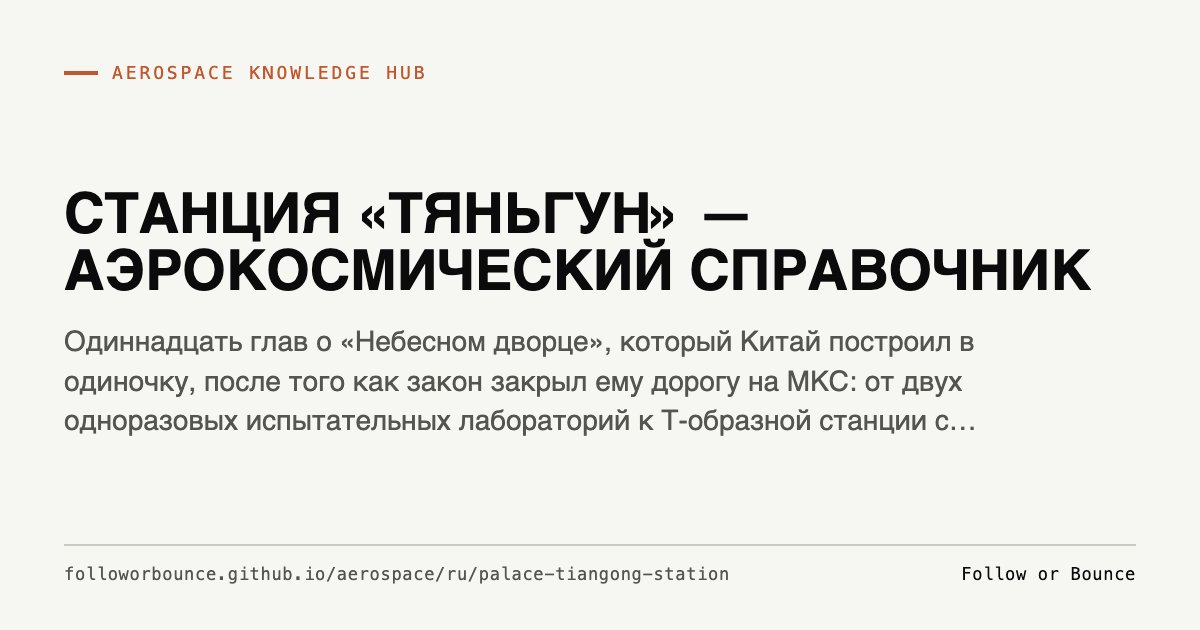 AEROSPACE KNOWLEDGE HUB
СТАНЦИЯ «ТЯНЬГУН» —
АЭРОКОСМИЧЕСКИЙ СПРАВОЧНИК
Одиннадцать глав о «Небесном дворце», который Китай построил в
одиночку, после того как закон закрыл ему дорогу на МКС: от двух
одноразовых испытательных лабораторий к Т-образной станции с…
followorbounce.github.io/aerospace/ru/palace-tiangong-station
Follow or Bounce